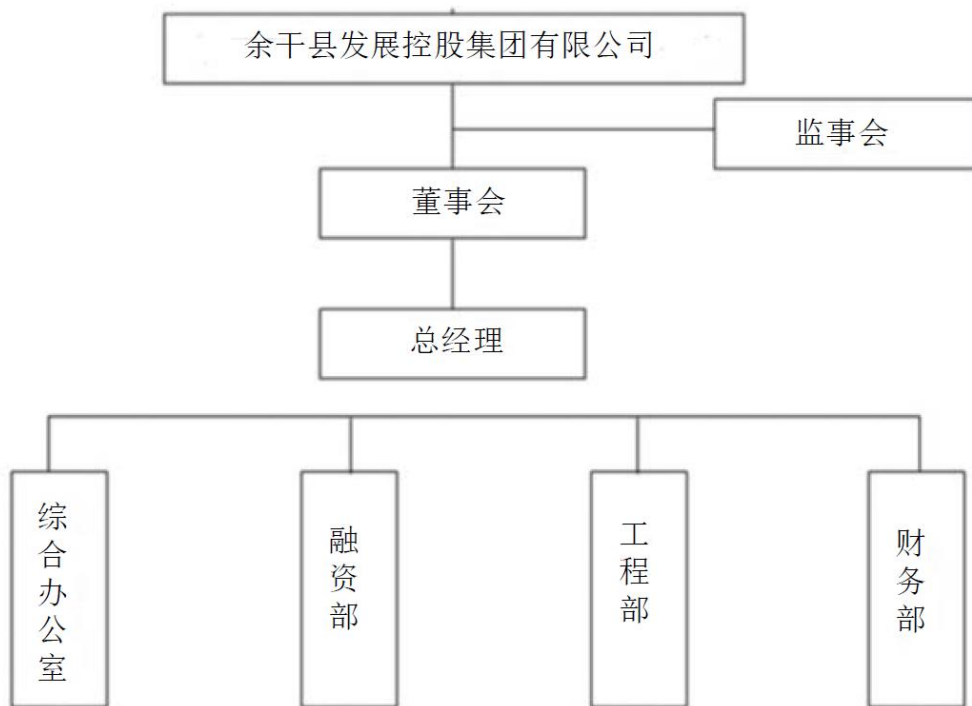 余干县发展控股集团有限公司
监事会
董事会
总经理
综合办公室
融资部
工程部
财务部